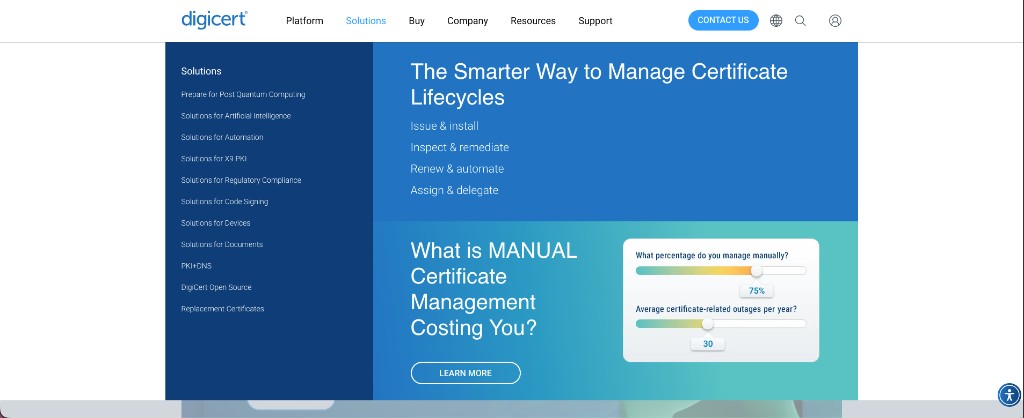 digicert®
Platform
Solutions
Buy
Company
Resources
Support
CONTACT US
Solutions
Prepare for Post Quantum Computing
Solutions for Artificial Intelligence
Solutions for Automation
Solutions for X9 PKI
Solutions for Regulatory Compliance
Solutions for Code Signing
Solutions for Devices
Solutions for Documents
PKI+DNS
DigiCert Open Source
Replacement Certificates
The Smarter Way to Manage Certificate
Lifecycles
Issue & install
Inspect & remediate
Renew & automate
Assign & delegate
What is MANUAL
Certificate
Management
Costing You?
LEARN MORE
What percentage do you manage manually?
75%
Average certificate-related outages per year?
30